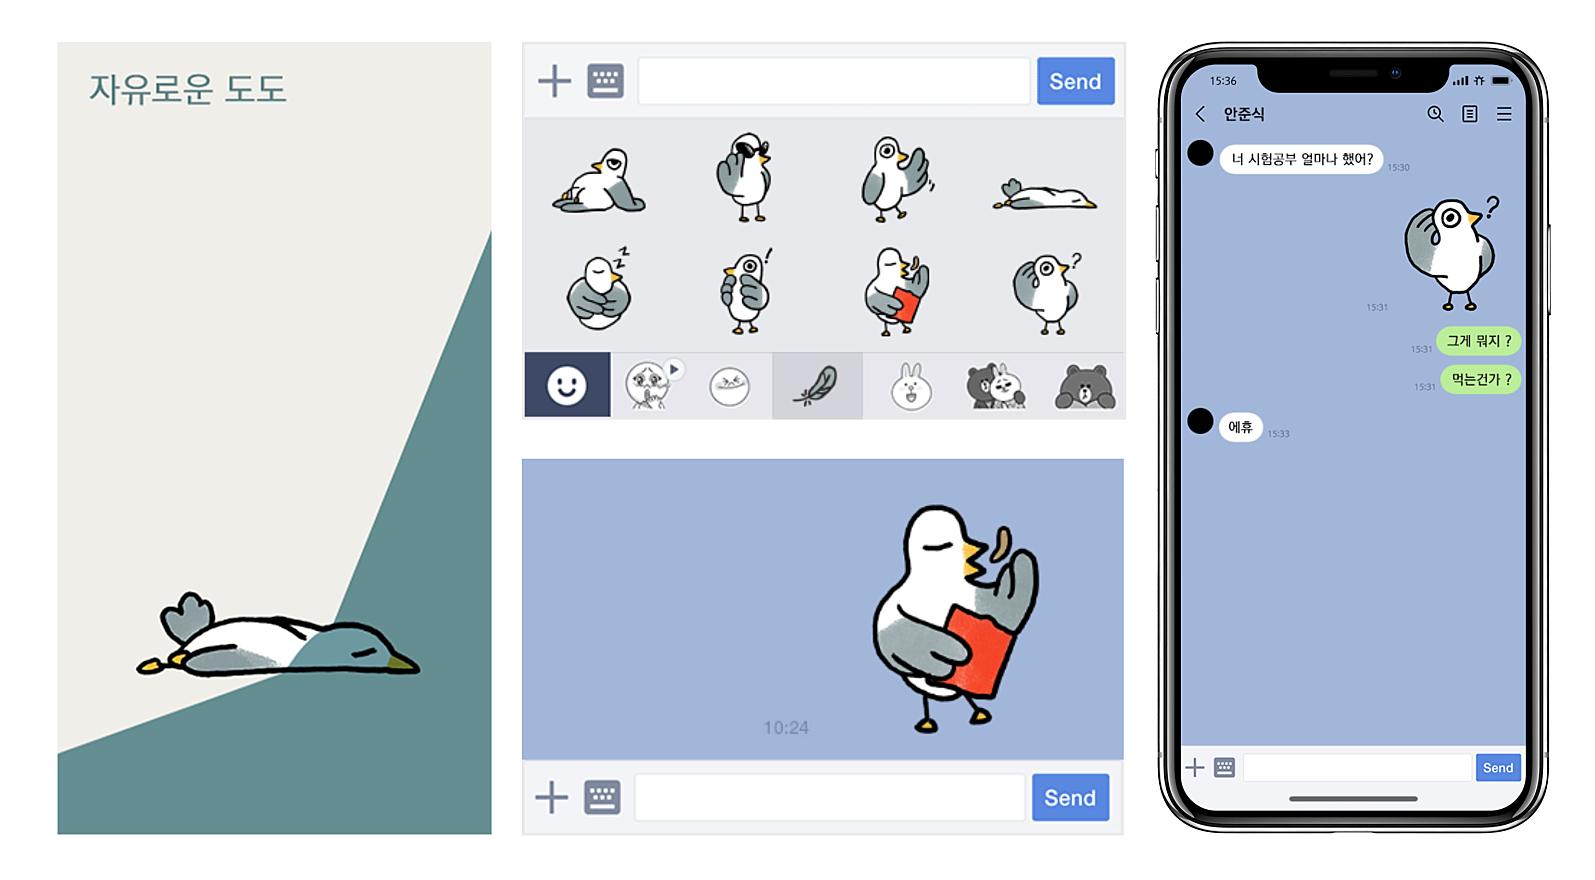 자유로운 도도
Send
z
z
!
?
10:24
Send
15:36
안준식
너 시험공부 얼마나 했어?
15:30
?
15:31
그게 뭐지 ?
15:31
먹는건가 ?
15:31
에휴
15:33
Send